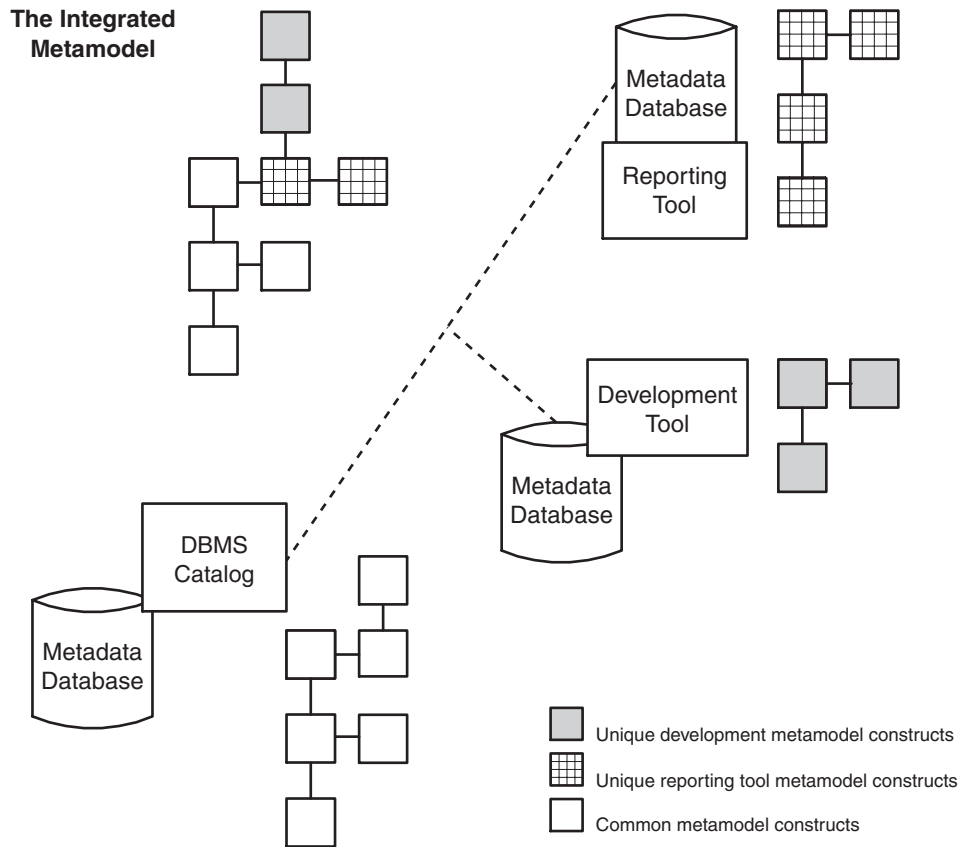 The Integrated
Metamodel
Metadata
Database
Reporting
Tool
Development
Tool
Metadata
Database
DBMS
Catalog
Metadata
Database
Unique development metamodel constructs
Unique reporting tool metamodel constructs
Common metamodel constructs